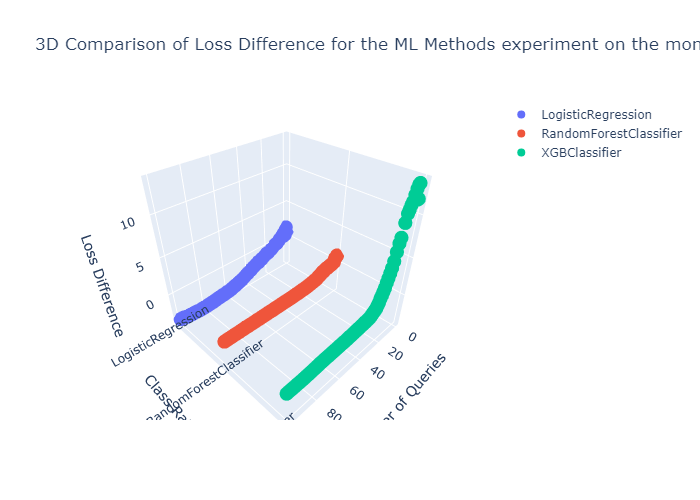 3D Comparison of Loss Difference for the ML Methods experiment on the mon
LogisticRegression
RandomForestClassifier
XGBClassifier
10
5
0
Loss Difference
LogisticRegression
RandomForestClassifier
0
20
40
60
80
er of Queries